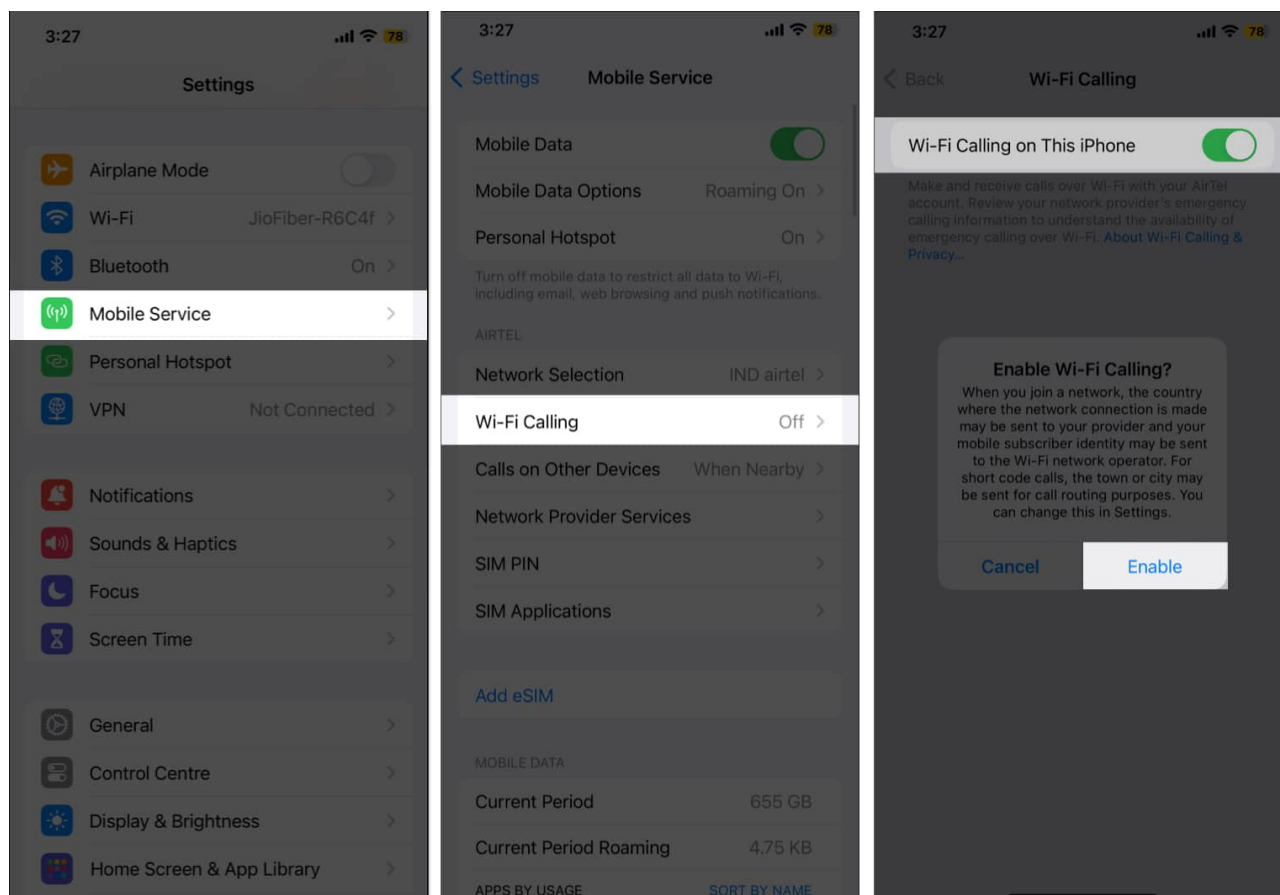 3:27
78
Settings
Airplane Mode
Wi-Fi JioFiber-R6C4f
Bluetooth On
Mobile Service
Personal Hotspot
VPN Not Connected
Notifications
Sounds & Haptics
Focus
Screen Time
General
Control Centre
Display & Brightness
Home Screen & App Library
3:27
78
Settings Mobile Service
Mobile Data
Mobile Data Options Roaming On
Personal Hotspot On
Turn off mobile data to restrict all data to Wi-Fi,
including email, web browsing and push notifications.
AIRTEL
Network Selection IND airtel
Wi-Fi Calling Off
Calls on Other Devices When Nearby
Network Provider Services
SIM PIN
SIM Applications
Add eSIM
MOBILE DATA
Current Period 655 GB
Current Period Roaming 4.75 KB
APPS BY USAGE SORT BY NAME
3:27
78
Back Wi-Fi Calling
Wi-Fi Calling on This iPhone
Make and receive calls over Wi-Fi with your AirTel
account. Review your network provider's emergency
calling information to understand the availability of
emergency calling over Wi-Fi. About Wi-Fi Calling &
Privacy...
Enable Wi-Fi Calling?
When you join a network, the country
where the network connection is made
may be sent to your provider and your
mobile subscriber identity may be sent
to the Wi-Fi network operator. For
short code calls, the town or city may
be sent for call routing purposes. You
can change this in Settings.
Cancel Enable